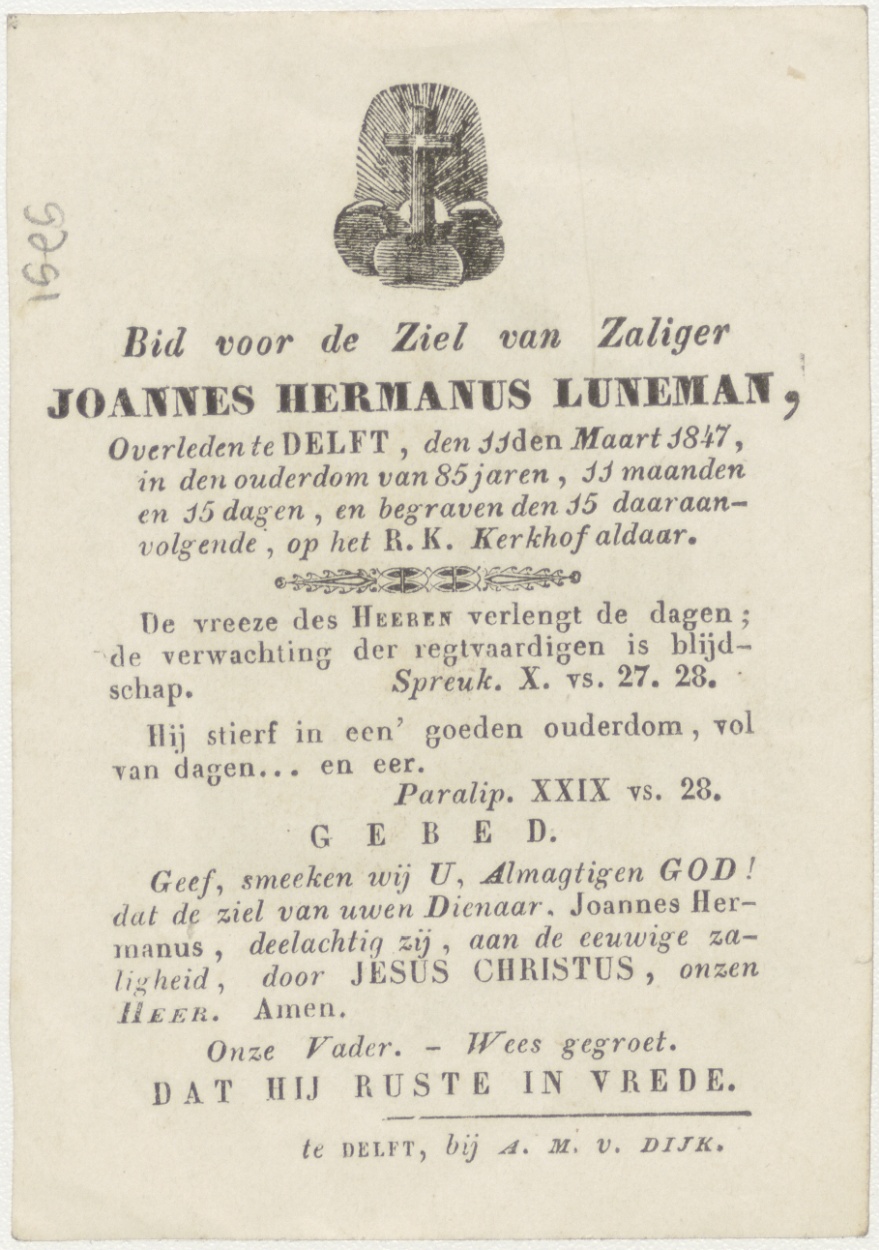 Bid voor de Ziel van Zaliger
JOANNES HERMANUS LUNEMAN,
Overleden te DELFT, den 11den Maart 1847,
in den ouderdom van 85 jaren, 11 maanden
en 15 dagen, en begraven den 15 daaraan-
volgende, op het R. K. Kerkhof aldaar.
De vreeze des HEEREN verlengt de dagen;
de verwachting der regtvaardigen is blijd-
schap. Spreuk. X. vs. 27. 28.
Hij stierf in een' goeden ouderdom, vol
van dagen... en eer.
Paralip. XXIX vs. 28.
GEBED.
Geef, smeeken wij U, Almagtigen GOD!
dat de ziel van uwen Dienaar. Joannes Her-
manus, deelachtig zij, aan de eeuwige za-
ligheid, door JESUS CHRISTUS, onzen
HEER. Amen.
Onze Vader. - Wees gegroet.
DAT HIJ RUSTE IN VREDE.
te DELFT, bij A. M. v. DIJK.